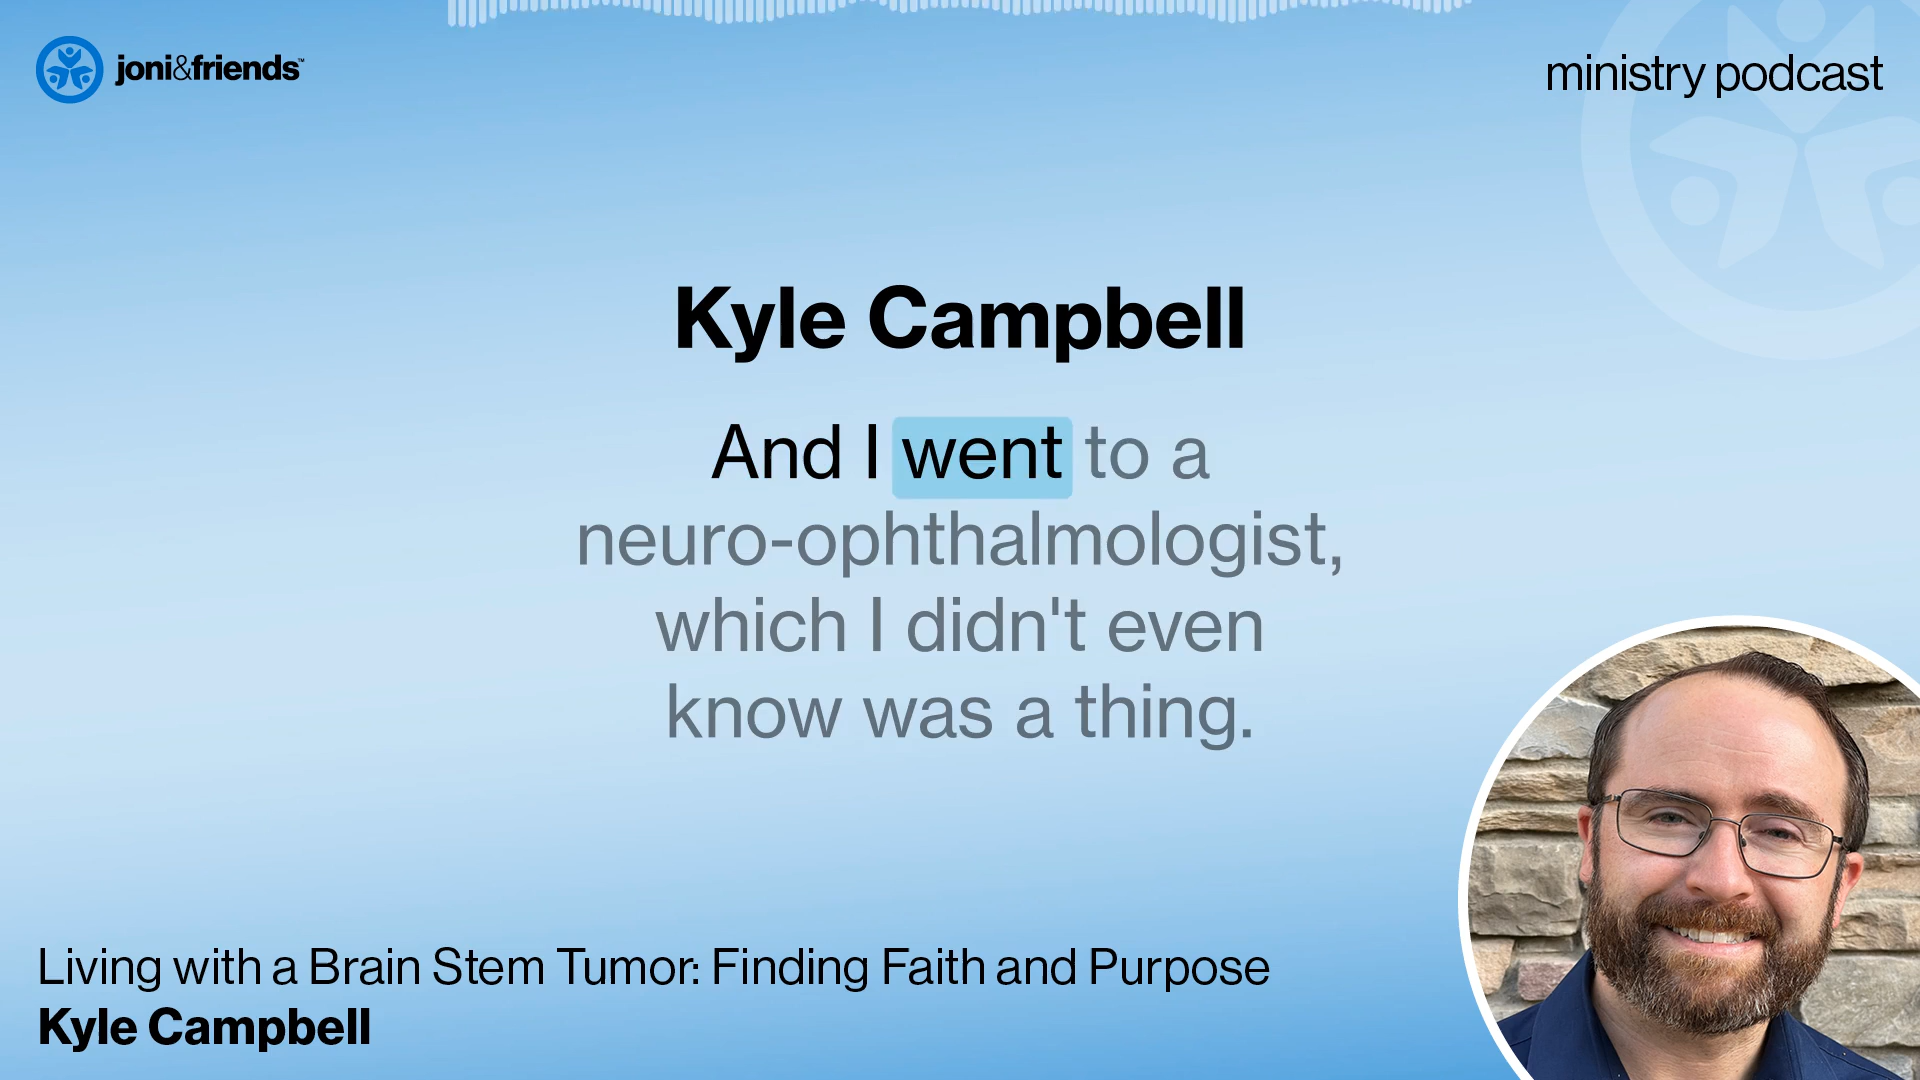 joni&friends™
ministry podcast
Kyle Campbell
And I went to a
neuro-ophthalmologist,
which I didn't even
know was a thing.
Living with a Brain Stem Tumor: Finding Faith and Purpose
Kyle Campbell